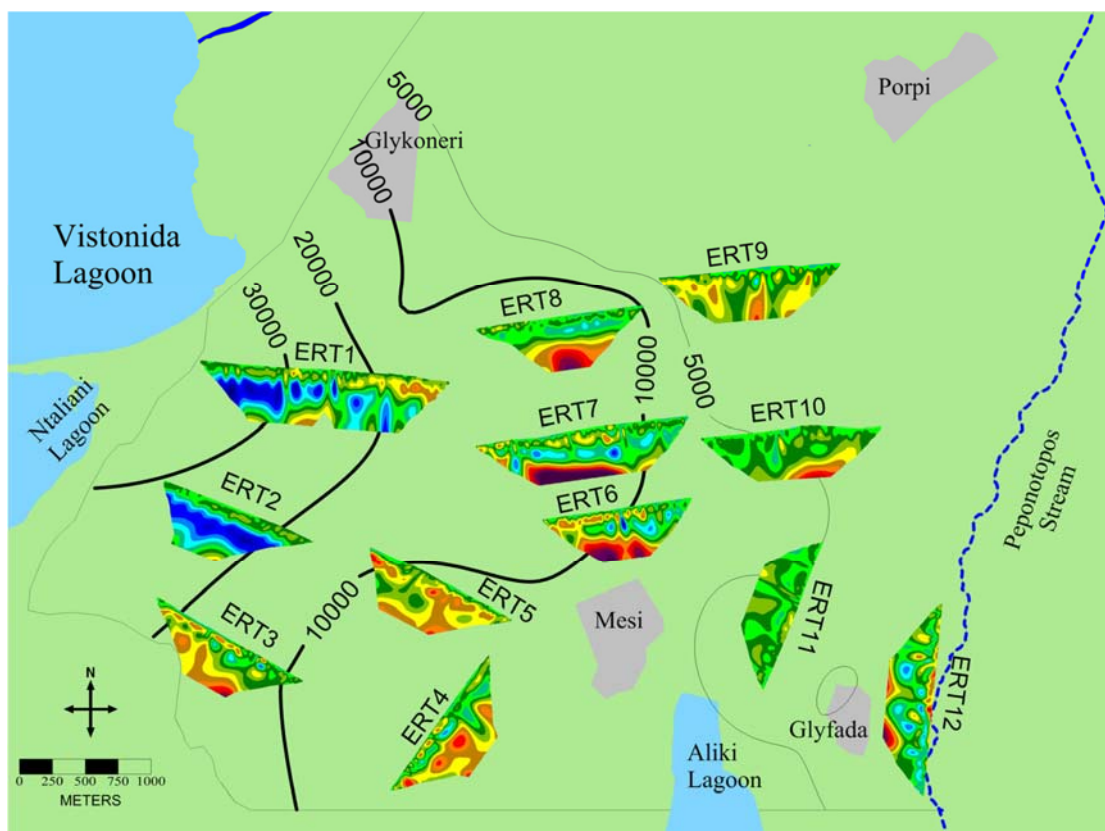 Porpi
5000
Glykoneri
10000
Vistonida
Lagoon
20000
30000
ERT9
ERT8
ERT1
10000
5000
Ntaliani
Lagoon
ERT7
ERT10
ERT2
ERT6
Peponotopos
Stream
ERT5
10000
Mesi
ERT3
ERT11
ERT12
ERT4
N
Glyfada
Aliki
Lagoon
0 250 500 750 1000
METERS